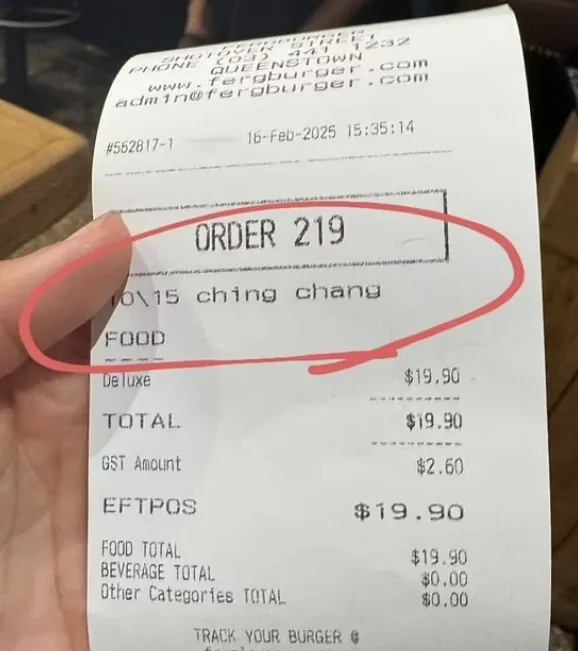 FERGBURGER
SHOTOVER STREET
PHONE (03) 441 1232
QUEENSTOWN
www.fergburger.com
admin@fergburger.com
#562817-1 16-Feb-2025 15:35:14
ORDER 219
10\15 ching chang
FOOD
Deluxe $19.90
TOTAL $19.90
GST Amount $2.60
EFTPOS $19.90
FOOD TOTAL $19.90
BEVERAGE TOTAL $0.00
Other Categories TOTAL $0.00
TRACK YOUR BURGER @